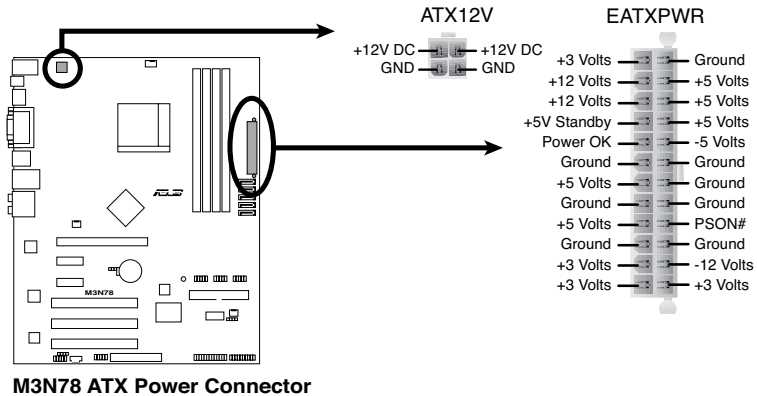 ATX12V
+12V DC +12V DC
GND GND
EATXPWR
+3 Volts Ground
+12 Volts +5 Volts
+12 Volts +5 Volts
+5V Standby +5 Volts
Power OK -5 Volts
Ground Ground
+5 Volts Ground
Ground Ground
+5 Volts PSON#
Ground Ground
+3 Volts -12 Volts
+3 Volts +3 Volts
ASUS
M3N78
M3N78 ATX Power Connector